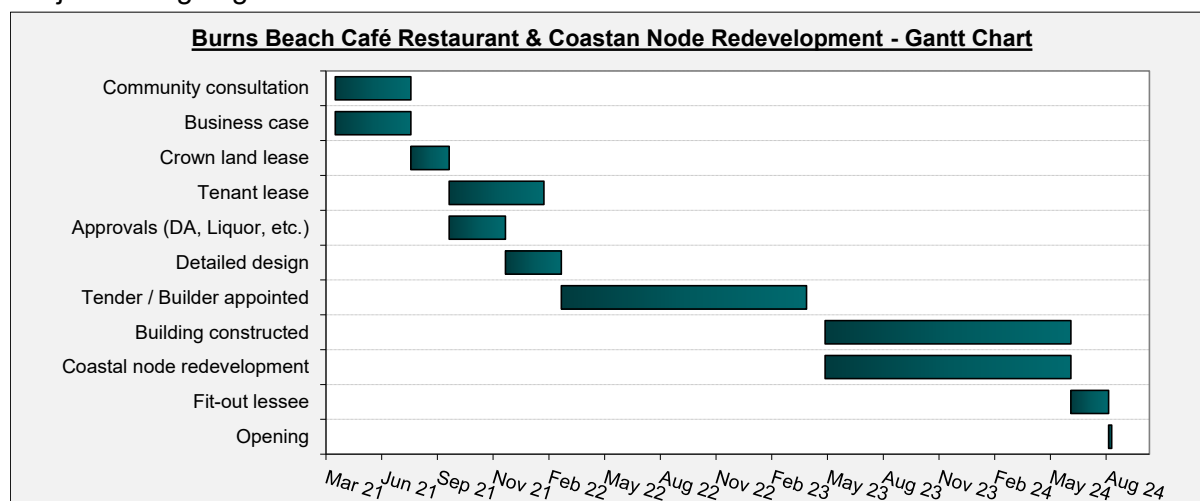 Burns Beach Café Restaurant & Coastan Node Redevelopment - Gantt Chart
Community consultation
Business case
Crown land lease
Tenant lease
Approvals (DA, Liquor, etc.)
Detailed design
Tender / Builder appointed
Building constructed
Coastal node redevelopment
Fit-out lessee
Opening
Mar 21 Jun 21 Sep 21 Nov 21 Feb 22 May 22 Aug 22 Nov 22 Feb 23 May 23 Aug 23 Nov 23 Feb 24 May 24 Aug 24